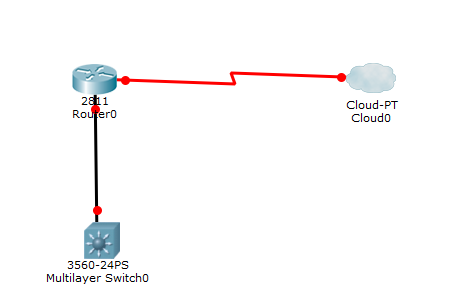 2811
Router0
Cloud-PT
Cloud0
3560-24PS
Multilayer Switch0